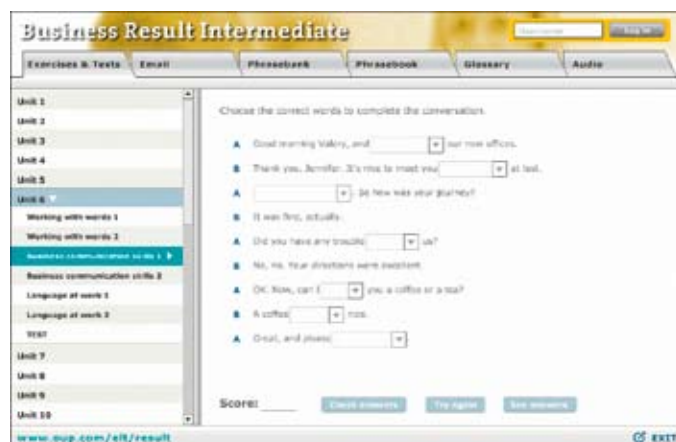 Business Result Intermediate
Log in
Exercises & Tests
Email
Phrasebank
Phrasebook
Glossary
Audio
Unit 1
Unit 2
Unit 3
Unit 4
Unit 5
Unit 6
Working with words 1
Working with words 2
Business communication skills 1
Business communication skills 2
Language at work 1
Language at work 2
TEST
Unit 7
Unit 8
Unit 9
Unit 10
Choose the correct words to complete the conversation.
A Good morning Valery, and our new offices.
B Thank you, Jennifer. It's nice to meet you at last.
A . So how was your journey?
B It was fine, actually.
A Did you have any trouble us?
B No, no. Your directions were excellent.
A OK. Now, can I you a coffee or a tea?
B A coffee nice.
A Great, and please .
Score:
Check answers
Try again
See answers
www.oup.com/elt/result
EXIT